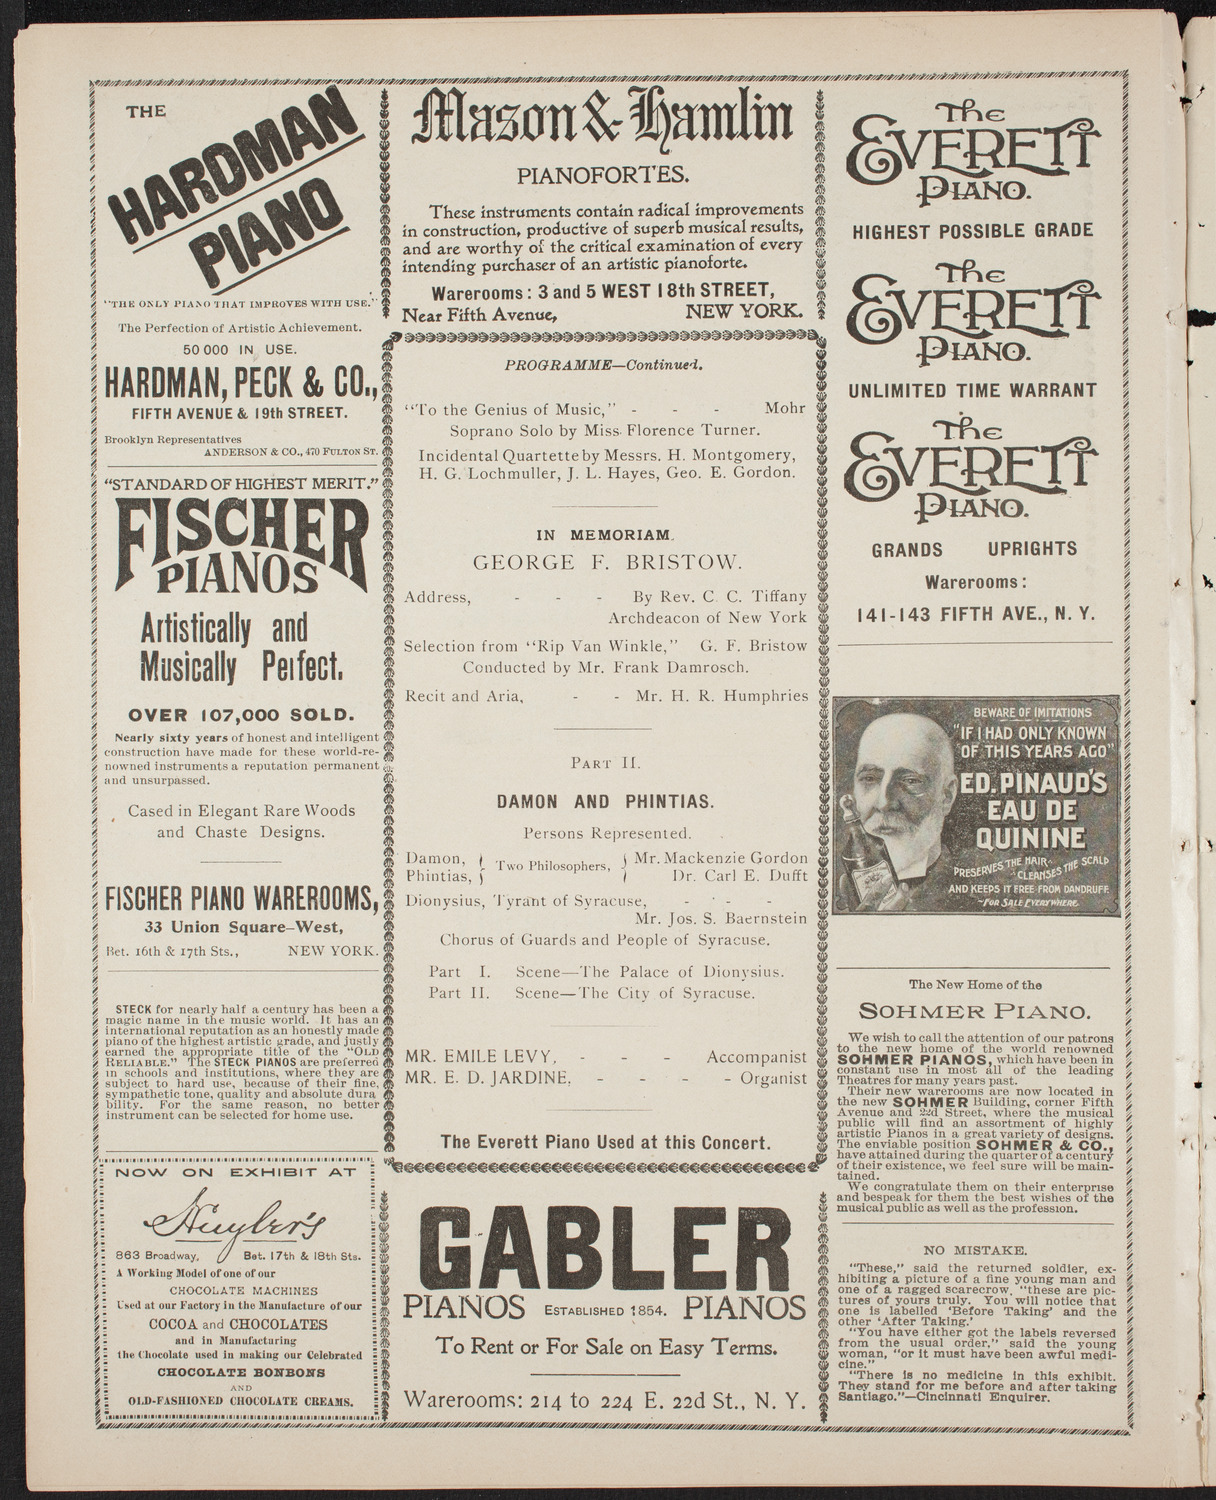 THE
HARDMAN
PIANO
"THE ONLY PIANO THAT IMPROVES WITH USE."
The Perfection of Artistic Achievement.
50 000 IN USE.
HARDMAN, PECK & CO.,
FIFTH AVENUE & 19th STREET.
Brooklyn Representatives
ANDERSON & CO., 470 FULTON ST.
"STANDARD OF HIGHEST MERIT."
FISCHER
PIANOS
Artistically and
Musically Perfect.
OVER 107,000 SOLD.
Nearly sixty years of honest and intelligent
construction have made for these world-re-
nowned instruments a reputation permanent
and unsurpassed.
Cased in Elegant Rare Woods
and Chaste Designs.
FISCHER PIANO WAREROOMS,
33 Union Square-West,
Bet. 16th & 17th Sts., NEW YORK.
STECK for nearly half a century has been a
magic name in the music world. It has an
international reputation as an honestly made
piano of the highest artistic grade, and justly
earned the appropriate title of the "OLD
RELIABLE." The STECK PIANOS are preferred
in schools and institutions, where they are
subject to hard use, because of their fine,
sympathetic tone, quality and absolute dura
bility. For the same reason, no better
instrument can be selected for home use.
NOW ON EXHIBIT AT
Huyler's
863 Broadway, Bet. 17th & 18th Sts.
A Working Model of one of our
CHOCOLATE MACHINES
Used at our Factory in the Manufacture of our
COCOA and CHOCOLATES
and in Manufacturing
the Chocolate used in making our Celebrated
CHOCOLATE BONBONS
AND
OLD-FASHIONED CHOCOLATE CREAMS.
Mason & Hamlin
PIANOFORTES.
These instruments contain radical improvements
in construction, productive of superb musical results,
and are worthy of the critical examination of every
intending purchaser of an artistic pianoforte.
Warerooms: 3 and 5 WEST 18th STREET,
Near Fifth Avenue, NEW YORK.
PROGRAMME—Continued.
"To the Genius of Music," - - - Mohr
Soprano Solo by Miss Florence Turner.
Incidental Quartette by Messrs. H. Montgomery,
H. G. Lochmuller, J. L. Hayes, Geo. E. Gordon.
IN MEMORIAM.
GEORGE F. BRISTOW.
Address, - - - By Rev. C. C. Tiffany
Archdeacon of New York
Selection from "Rip Van Winkle," G. F. Bristow
Conducted by Mr. Frank Damrosch.
Recit and Aria, - - Mr. H. R. Humphries
PART II.
DAMON AND PHINTIAS.
Persons Represented.
Damon, } Two Philosophers, { Mr. Mackenzie Gordon
Phintias, } { Dr. Carl E. Dufft
Dionysius, Tyrant of Syracuse, - - -
Mr. Jos. S. Baernstein
Chorus of Guards and People of Syracuse.
Part I. Scene—The Palace of Dionysius.
Part II. Scene—The City of Syracuse.
MR. EMILE LEVY, - - - Accompanist
MR. E. D. JARDINE, - - - - Organist
The Everett Piano Used at this Concert.
GABLER
PIANOS ESTABLISHED 1854. PIANOS
To Rent or For Sale on Easy Terms.
Warerooms: 214 to 224 E. 22d St., N. Y.
The
EVERETT
PIANO.
HIGHEST POSSIBLE GRADE
The
EVERETT
PIANO.
UNLIMITED TIME WARRANT
The
EVERETT
PIANO.
GRANDS UPRIGHTS
Warerooms:
141-143 FIFTH AVE., N. Y.
BEWARE OF IMITATIONS
"IF I HAD ONLY KNOWN
OF THIS YEARS AGO"
ED. PINAUD'S
EAU DE
QUININE
PRESERVES THE HAIR-
-CLEANSES THE SCALP
AND KEEPS IT FREE FROM DANDRUFF.
~FOR SALE EVERYWHERE.
The New Home of the
SOHMER PIANO.
We wish to call the attention of our patrons
to the new home of the world renowned
SOHMER PIANOS, which have been in
constant use in most all of the leading
Theatres for many years past.
Their new warerooms are now located in
the new SOHMER Building, corner Fifth
Avenue and 22d Street, where the musical
public will find an assortment of highly
artistic Pianos in a great variety of designs.
The enviable position SOHMER & CO.,
have attained during the quarter of a century
of their existence, we feel sure will be main-
tained.
We congratulate them on their enterprise
and bespeak for them the best wishes of the
musical public as well as the profession.
NO MISTAKE.
"These," said the returned soldier, ex-
hibiting a picture of a fine young man and
one of a ragged scarecrow, "these are pic-
tures of yours truly. You will notice that
one is labelled 'Before Taking' and the
other 'After Taking.'
"You have either got the labels reversed
from the usual order," said the young
woman, "or it must have been awful medi-
cine."
"There is no medicine in this exhibit.
They stand for me before and after taking
Santiago."—Cincinnati Enquirer.